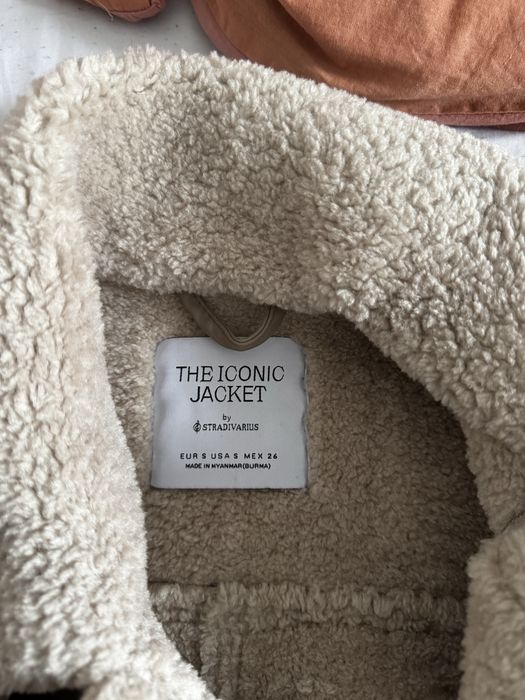 THE ICONIC
JACKET
by
STRADIVARIUS
EUR S USA S MEX 26
MADE IN MYANMAR(BURMA)